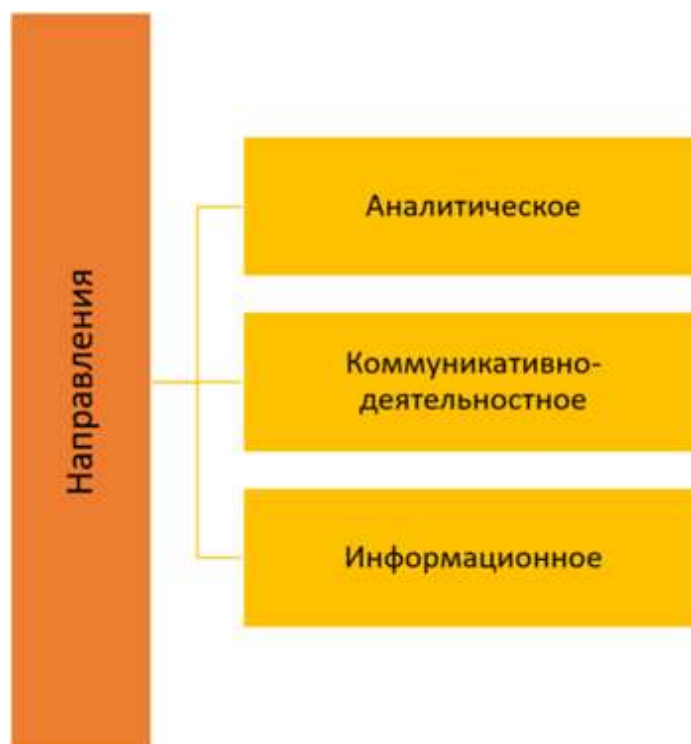 Направления
Аналитическое
Коммуникативно-
деятельностное
Информационное